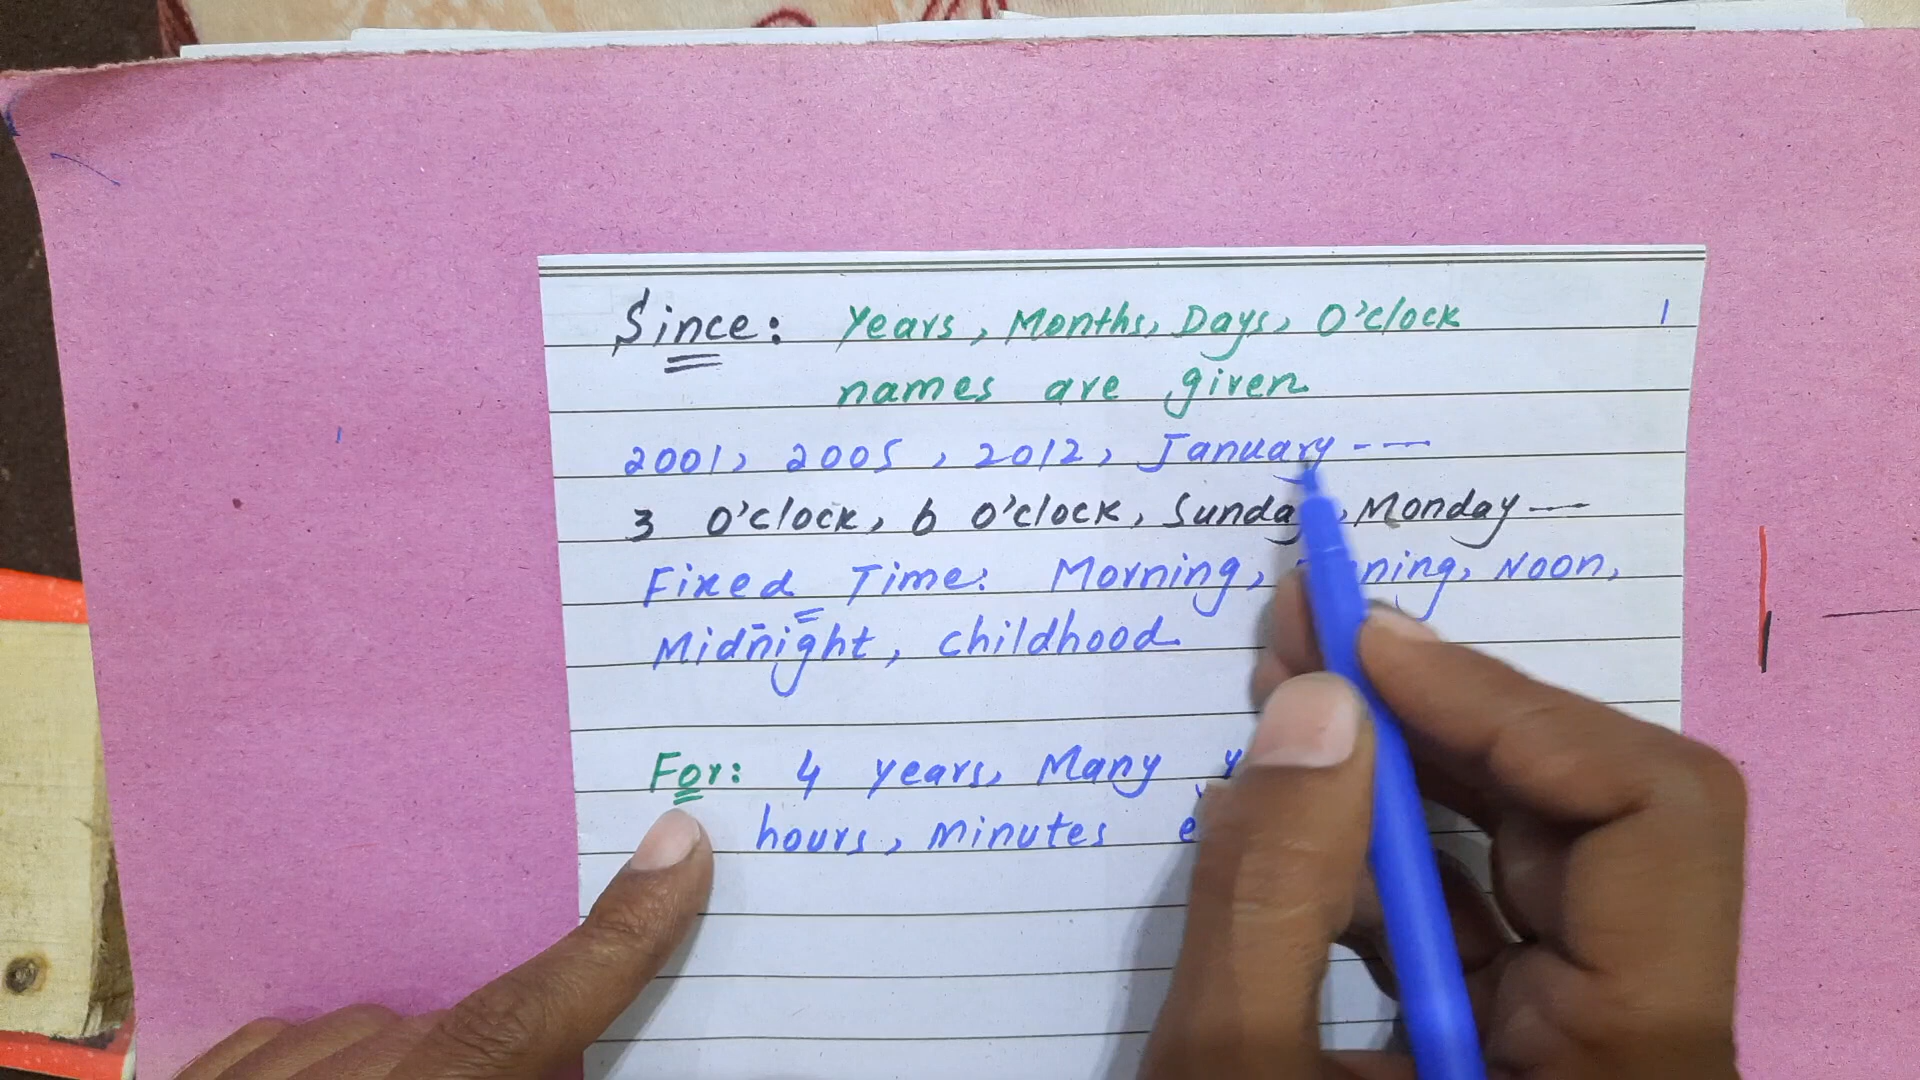 Since: Years, Months, Days, O'clock
names are given
2001, 2005, 2012, January ----
3 O'clock, 6 O'clock, Sunday, Monday ---
Fixed Time: Morning, Noon,
Midnight, childhood
For: 4 years, Many
hours, minutes